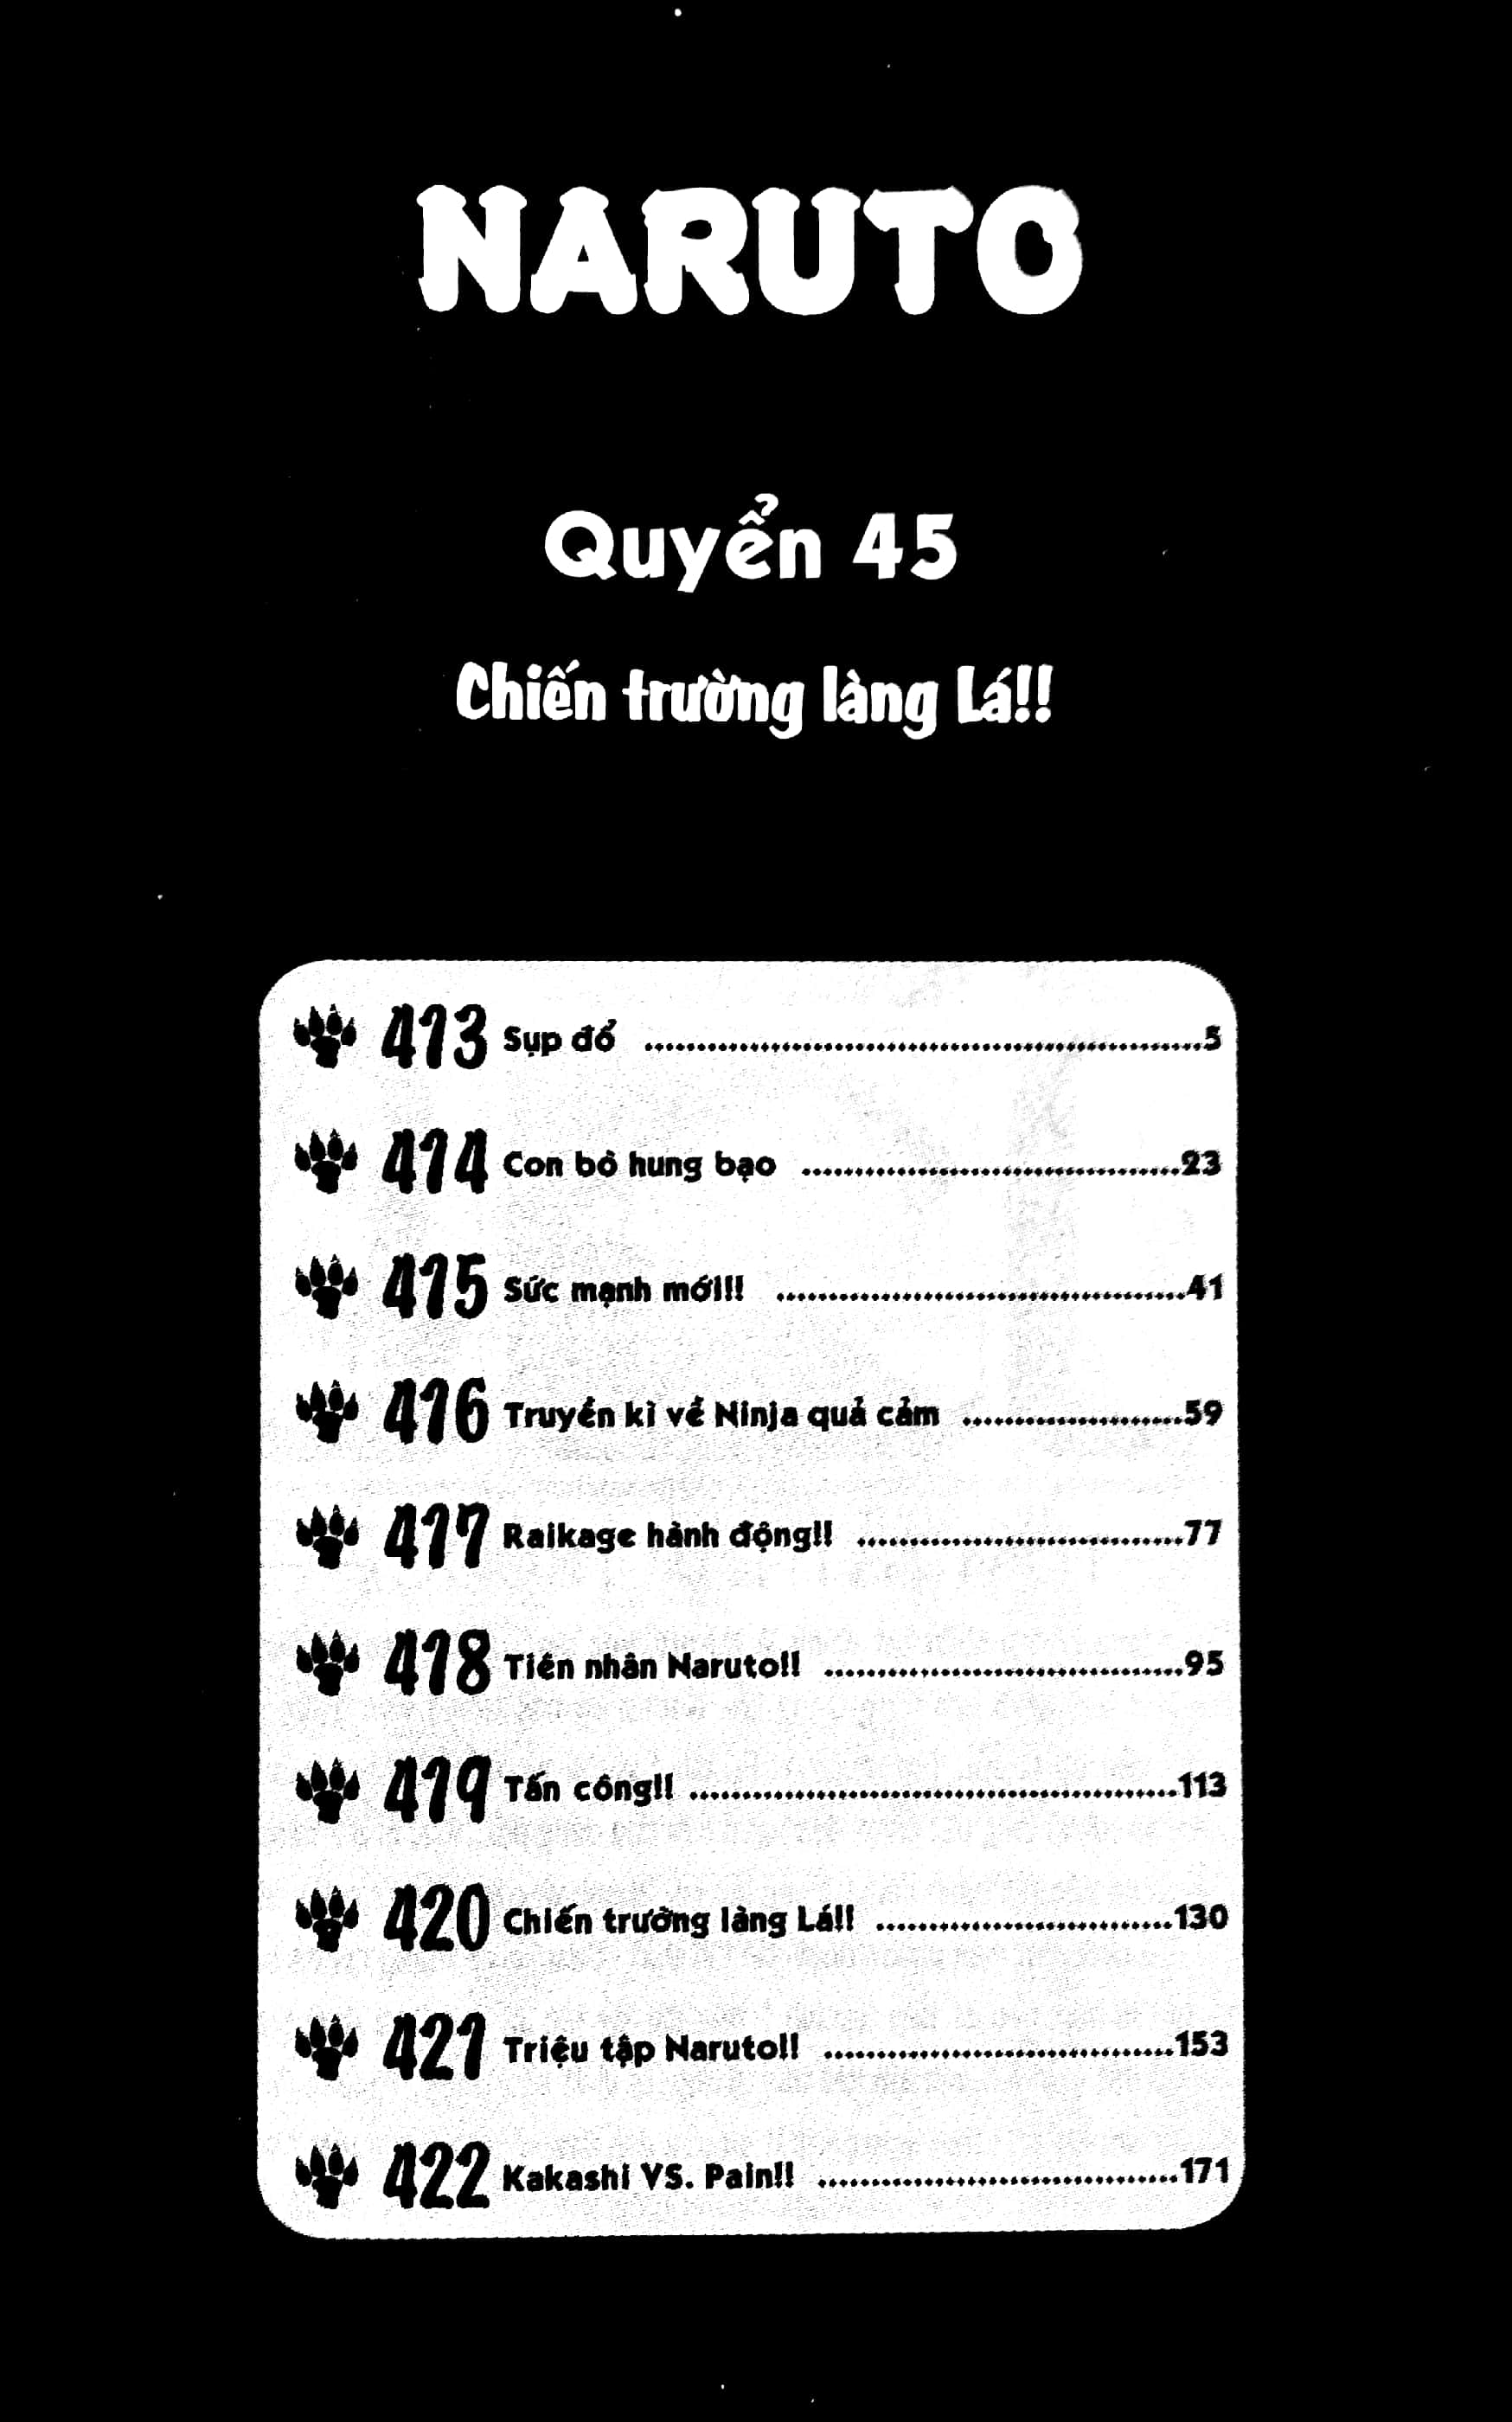 NARUTO
Quyển 45
Chiến trường làng Lá!!
413 Sụp đổ ..........5
414 Con bò hung bạo ..........23
415 Sức mạnh mới!!! ..........41
416 Truyền kì về Ninja quả cảm ..........59
417 Raikage hành động!! ..........77
418 Tiên nhân Naruto!! ..........95
419 Tấn công!! ..........113
420 Chiến trường làng Lá!! ..........130
421 Triệu tập Naruto!! ..........153
422 Kakashi VS. Pain!! ..........171